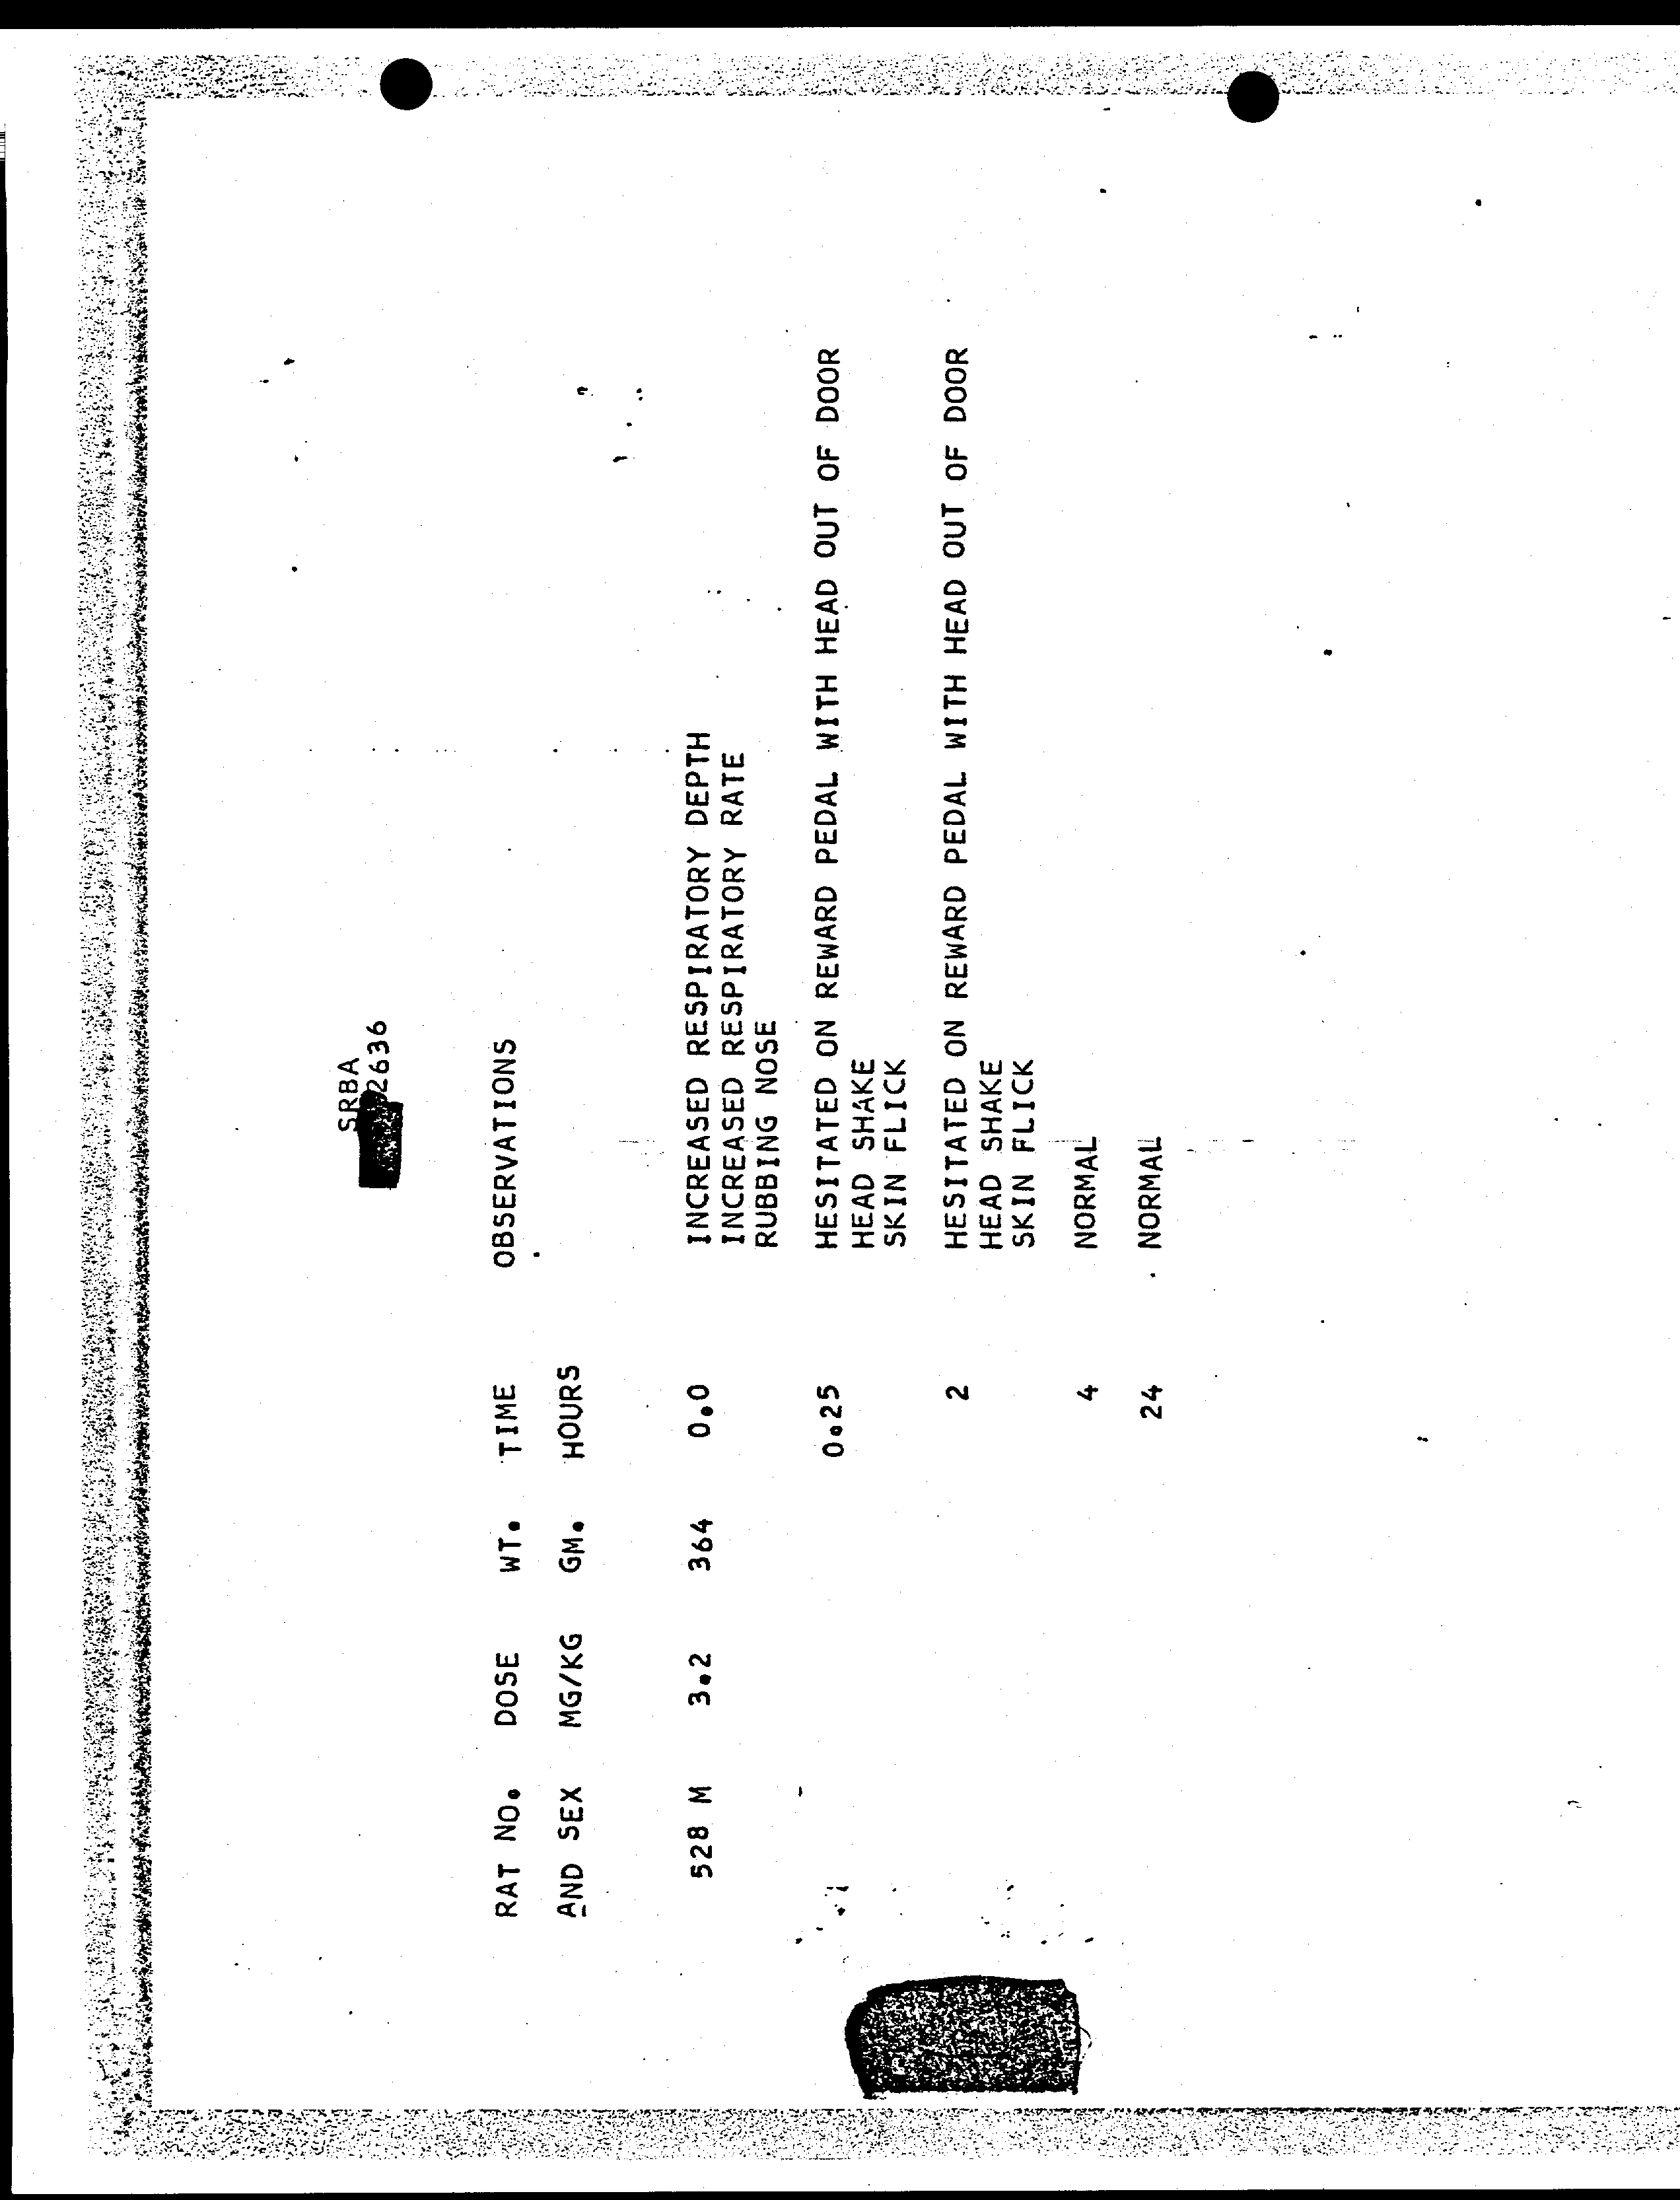 SRBA
2636
RAT NO. DOSE WT. TIME OBSERVATIONS
AND SEX MG/KG GM. HOURS
528 M 3.2 364 0.0 INCREASED RESPIRATORY DEPTH
INCREASED RESPIRATORY RATE
RUBBING NOSE
0.25 HESITATED ON REWARD PEDAL WITH HEAD OUT OF DOOR
HEAD SHAKE
SKIN FLICK
2 HESITATED ON REWARD PEDAL WITH HEAD OUT OF DOOR
HEAD SHAKE
SKIN FLICK
4 NORMAL
24 NORMAL